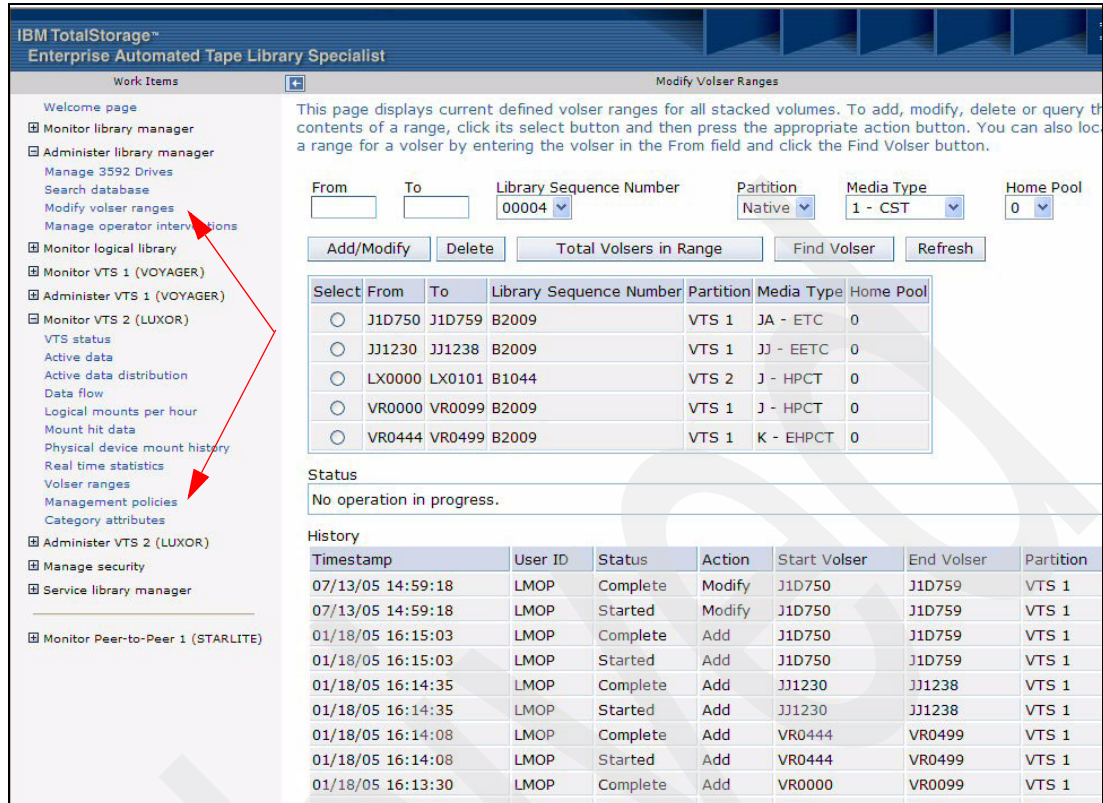 IBM TotalStorage™
Enterprise Automated Tape Library Specialist
Work Items
Modify Volser Ranges
Welcome page
Monitor library manager
Administer library manager
Manage 3592 Drives
Search database
Modify volser ranges
Manage operator interventions
Monitor logical library
Monitor VTS 1 (VOYAGER)
Administer VTS 1 (VOYAGER)
Monitor VTS 2 (LUXOR)
VTS status
Active data
Active data distribution
Data flow
Logical mounts per hour
Mount hit data
Physical device mount history
Real time statistics
Volser ranges
Management policies
Category attributes
Administer VTS 2 (LUXOR)
Manage security
Service library manager
Monitor Peer-to-Peer 1 (STARLITE)
This page displays current defined volser ranges for all stacked volumes. To add, modify, delete or query th
contents of a range, click its select button and then press the appropriate action button. You can also loc
a range for a volser by entering the volser in the From field and click the Find Volser button.
From To Library Sequence Number Partition Media Type Home Pool
00004 Native 1 - CST 0
Add/Modify Delete Total Volsers in Range Find Volser Refresh
Select From To Library Sequence Number Partition Media Type Home Pool
J1D750 J1D759 B2009 VTS 1 JA - ETC 0
JJ1230 JJ1238 B2009 VTS 1 JJ - EETC 0
LX0000 LX0101 B1044 VTS 2 J - HPCT 0
VR0000 VR0099 B2009 VTS 1 J - HPCT 0
VR0444 VR0499 B2009 VTS 1 K - EHPCT 0
Status
No operation in progress.
History
Timestamp User ID Status Action Start Volser End Volser Partition
07/13/05 14:59:18 LMOP Complete Modify J1D750 J1D759 VTS 1
07/13/05 14:59:18 LMOP Started Modify J1D750 J1D759 VTS 1
01/18/05 16:15:03 LMOP Complete Add J1D750 J1D759 VTS 1
01/18/05 16:15:03 LMOP Started Add J1D750 J1D759 VTS 1
01/18/05 16:14:35 LMOP Complete Add JJ1230 JJ1238 VTS 1
01/18/05 16:14:35 LMOP Started Add JJ1230 JJ1238 VTS 1
01/18/05 16:14:08 LMOP Complete Add VR0444 VR0499 VTS 1
01/18/05 16:14:08 LMOP Started Add VR0444 VR0499 VTS 1
01/18/05 16:13:30 LMOP Complete Add VR0000 VR0099 VTS 1